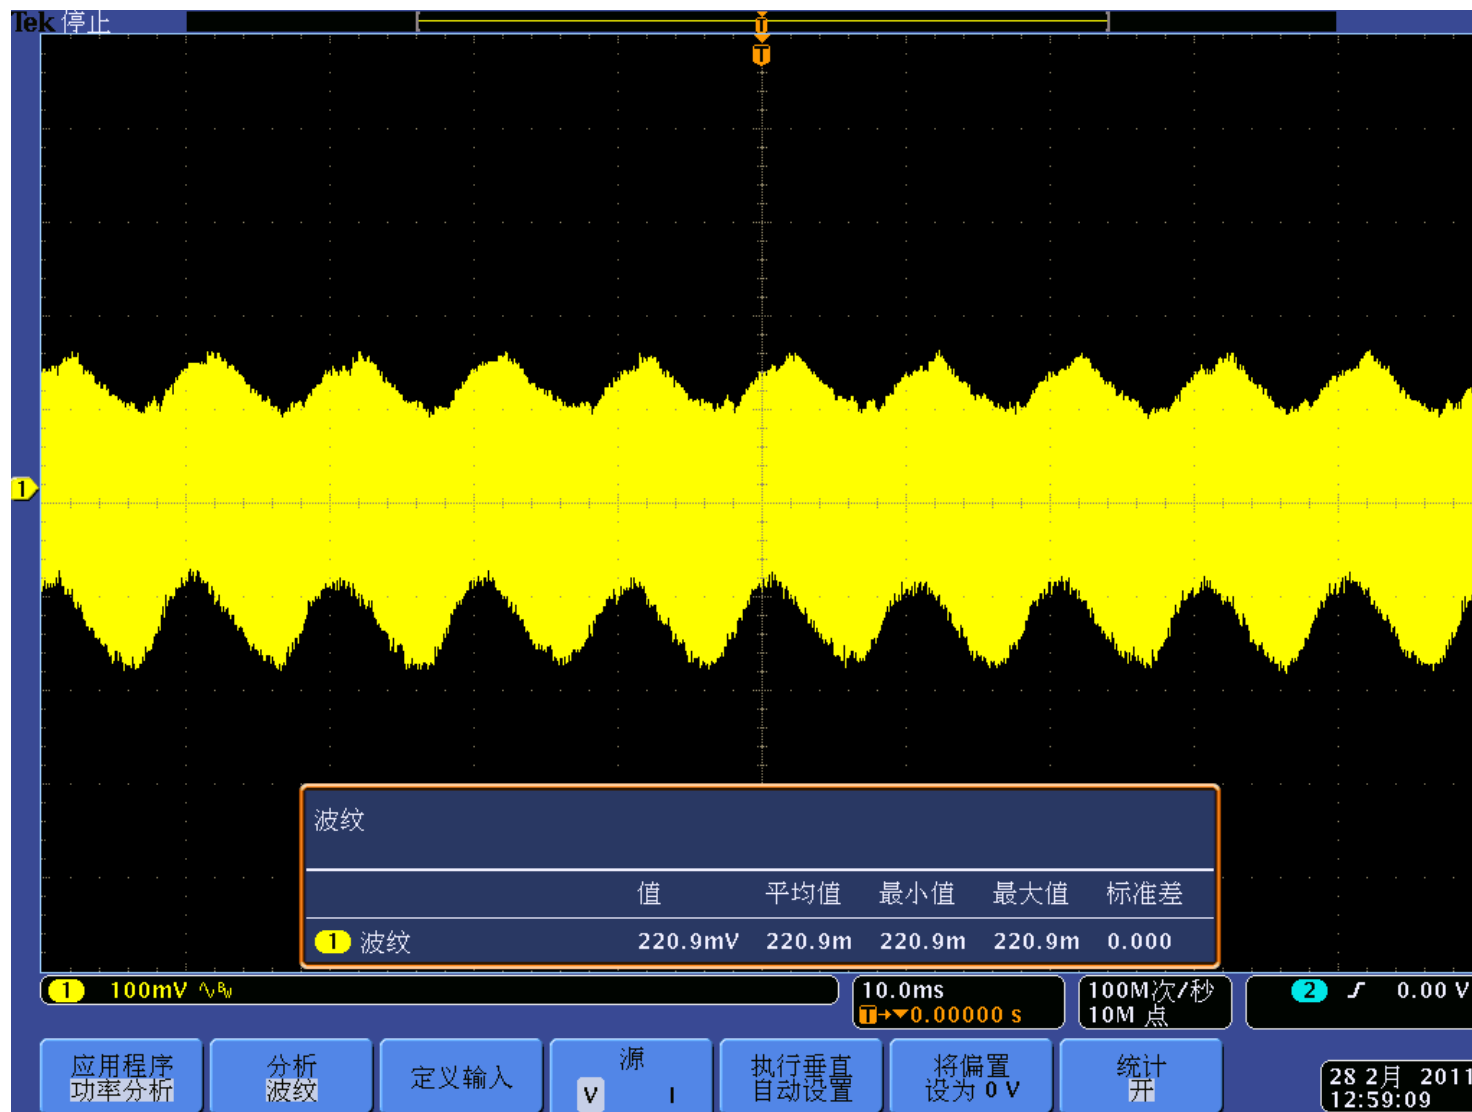 Tek 停止
T
T
1
波纹
值 平均值 最小值 最大值 标准差
1 波纹 220.9mV 220.9m 220.9m 220.9m 0.000
1 100mV ∿Bw
10.0ms
T→▼0.00000 s
100M次/秒
10M 点
2 ʃ 0.00 V
应用程序
功率分析
分析
波纹
定义输入
源
V I
执行垂直
自动设置
将偏置
设为 0 V
统计
开
28 2月 2011
12:59:09